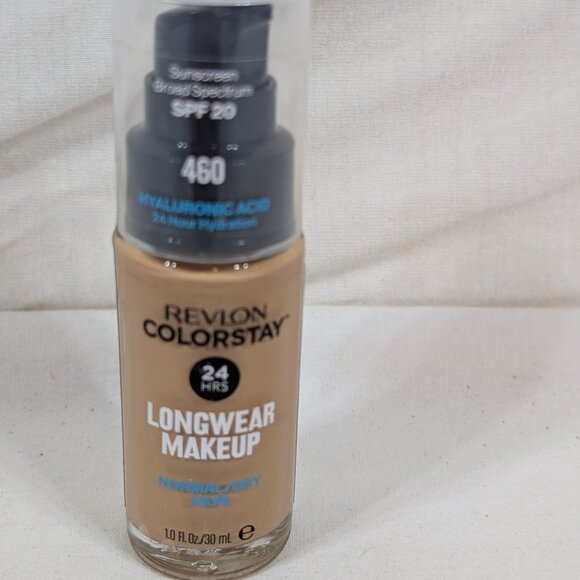 Sunscreen
Broad Spectrum
SPF 20
460
HYALURONIC ACID
24 Hour Hydration
REVLON
COLORSTAY™
24
HRS
LONGWEAR
MAKEUP
NORMAL/DRY
SKIN
1.0 Fl. Oz./30 mL ℮